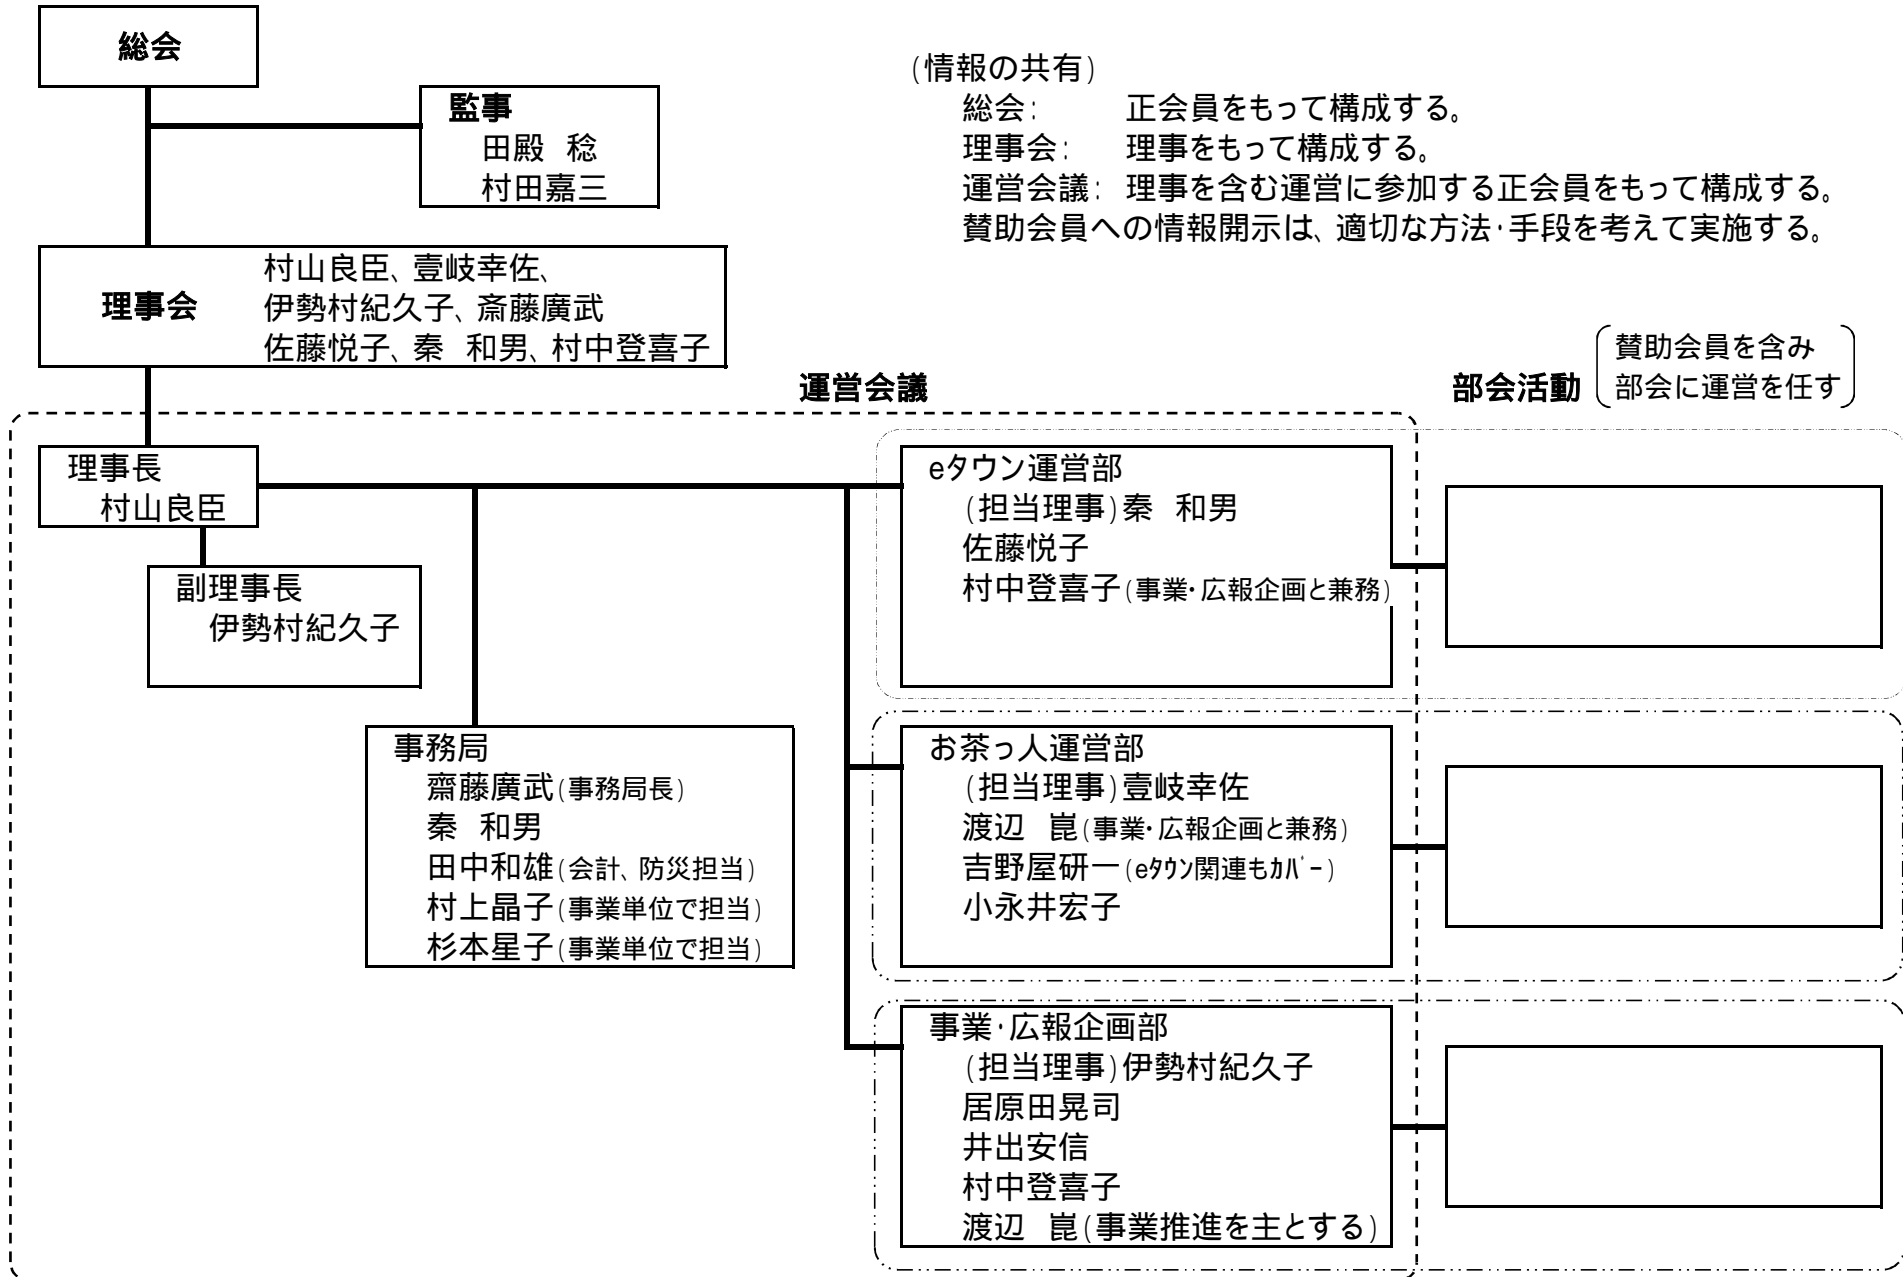 総会
監事
田殿 稔
村田嘉三
(情報の共有)
総会: 正会員をもって構成する。
理事会: 理事をもって構成する。
運営会議: 理事を含む運営に参加する正会員をもって構成する。
賛助会員への情報開示は、適切な方法・手段を考えて実施する。
理事会
村山良臣、壹岐幸佐、
伊勢村紀久子、斎藤廣武
佐藤悦子、秦 和男、村中登喜子
運営会議
部会活動
賛助会員を含み
部会に運営を任す
理事長
村山良臣
副理事長
伊勢村紀久子
事務局
齋藤廣武(事務局長)
秦 和男
田中和雄(会計、防災担当)
村上晶子(事業単位で担当)
杉本星子(事業単位で担当)
eタウン運営部
(担当理事)秦 和男
佐藤悦子
村中登喜子(事業・広報企画と兼務)
お茶っ人運営部
(担当理事)壹岐幸佐
渡辺 崑(事業・広報企画と兼務)
吉野屋研一(eﾀｳﾝ関連もｶﾊﾞｰ)
小永井宏子
事業・広報企画部
(担当理事)伊勢村紀久子
居原田晃司
井出安信
村中登喜子
渡辺 崑(事業推進を主とする)